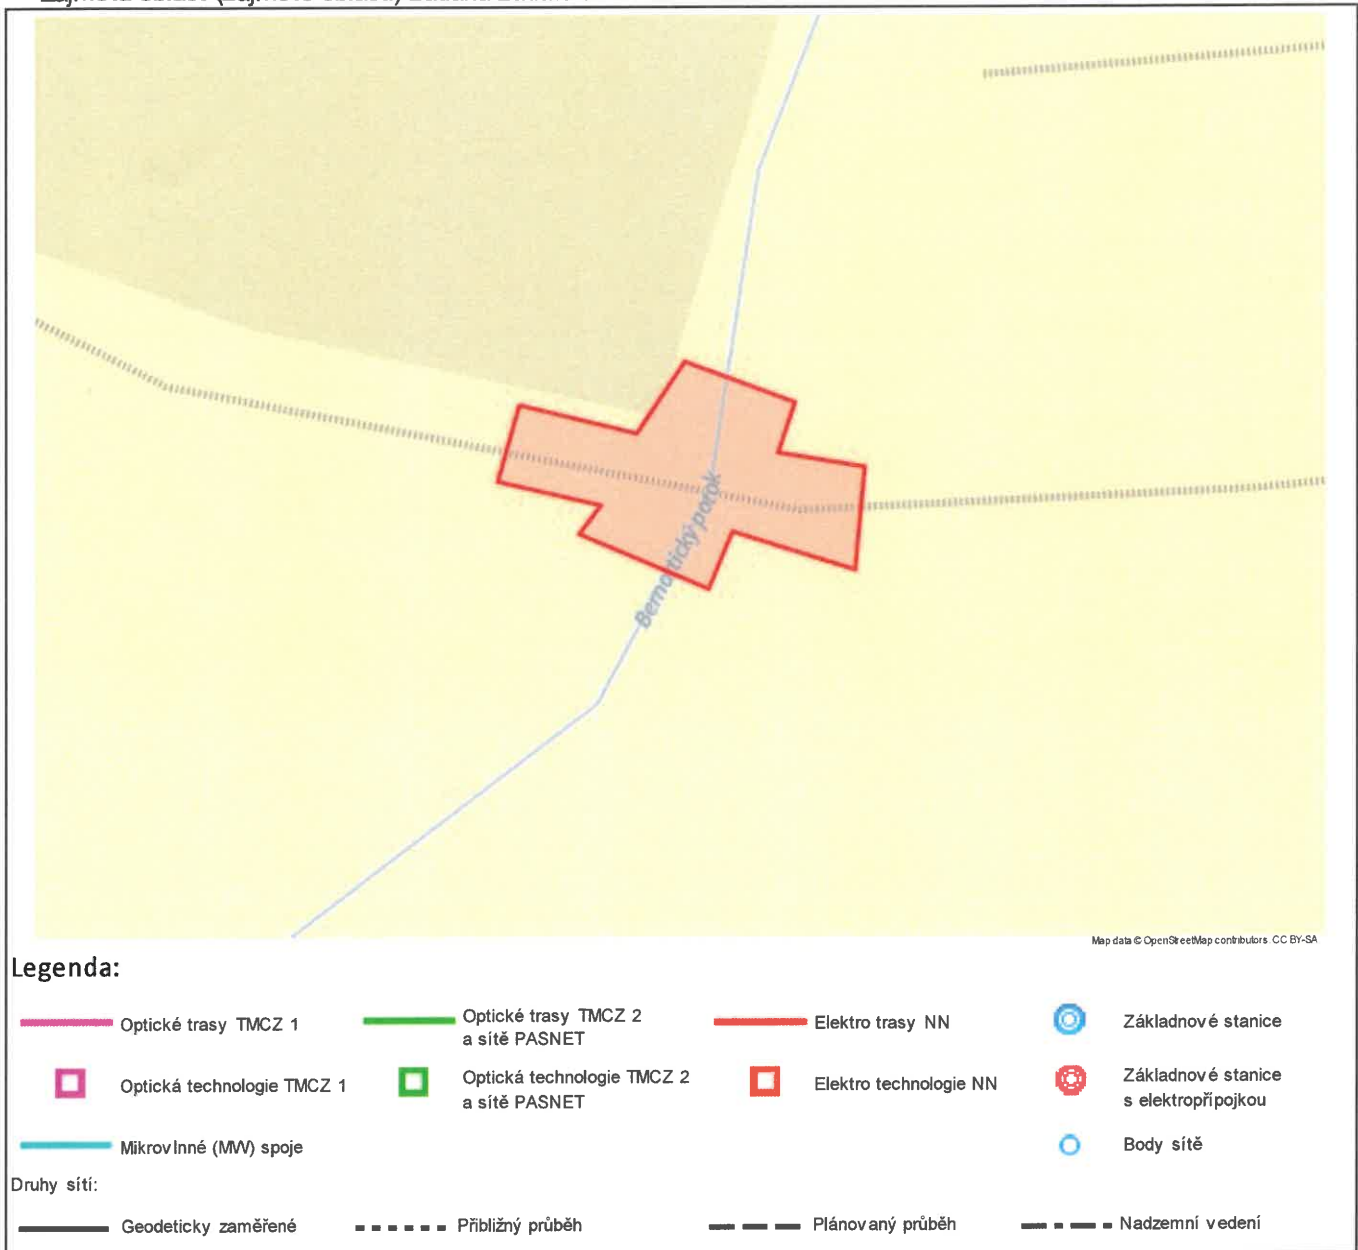 Bernartický potok
Map data © OpenStreetMap contributors. CC BY-SA
Legenda:
Optické trasy TMCZ 1
Optické trasy TMCZ 2
a sítě PASNET
Elektro trasy NN
Základnové stanice
Optická technologie TMCZ 1
Optická technologie TMCZ 2
a sítě PASNET
Elektro technologie NN
Základnové stanice
s elektropřípojkou
Mikrovlnné (MW) spoje
Body sítě
Druhy sítí:
Geodeticky zaměřené
Přibližný průběh
Plánovaný průběh
Nadzemní vedení